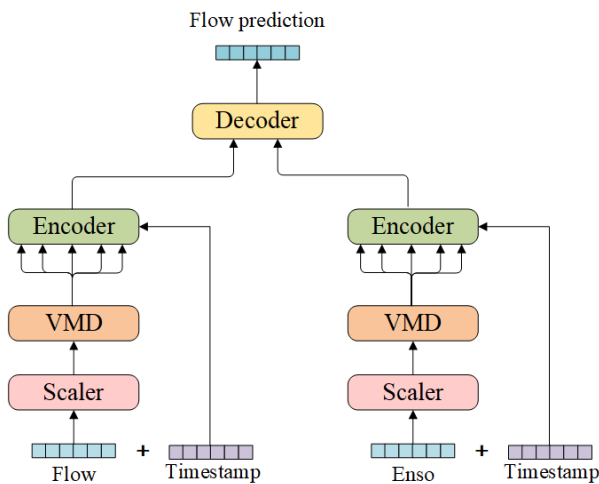 Flow prediction
Decoder
Encoder
Encoder
VMD
VMD
Scaler
Scaler
+
+
Flow
Timestamp
Enso
Timestamp